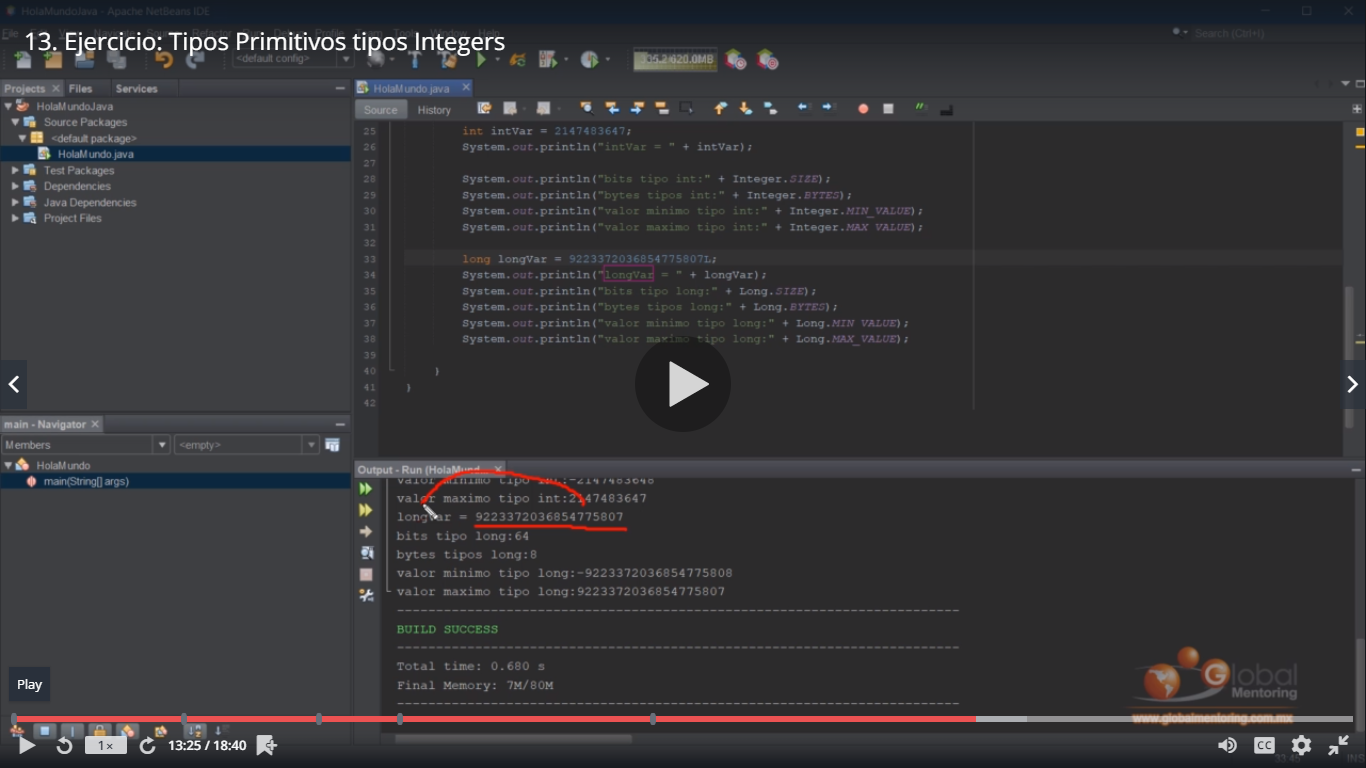 HolaMundoJava - Apache NetBeans IDE
13. Ejercicio: Tipos Primitivos tipos Integers
Search (Ctrl+I)
<default config>
305.2/620.0MB
Projects Files Services
HolaMundoJava
Source Packages
<default package>
HolaMundo.java
Test Packages
Dependencies
Java Dependencies
Project Files
HolaMundo.java
Source History
25 int intVar = 2147483647;
26 System.out.println("intVar = " + intVar);
27
28 System.out.println("bits tipo int:" + Integer.SIZE);
29 System.out.println("bytes tipos int:" + Integer.BYTES);
30 System.out.println("valor minimo tipo int:" + Integer.MIN_VALUE);
31 System.out.println("valor maximo tipo int:" + Integer.MAX_VALUE);
32
33 long longVar = 9223372036854775807L;
34 System.out.println("longVar = " + longVar);
35 System.out.println("bits tipo long:" + Long.SIZE);
36 System.out.println("bytes tipos long:" + Long.BYTES);
37 System.out.println("valor minimo tipo long:" + Long.MIN_VALUE);
38 System.out.println("valor maximo tipo long:" + Long.MAX_VALUE);
39
40 }
41 }
42
main - Navigator
Members <empty>
HolaMundo
main(String[] args)
Output - Run (HolaMund...
valor minimo tipo int:-2147483648
valor maximo tipo int:2147483647
longVar = 9223372036854775807
bits tipo long:64
bytes tipos long:8
valor minimo tipo long:-9223372036854775808
valor maximo tipo long:9223372036854775807
------------------------------------------------------------------------
BUILD SUCCESS
------------------------------------------------------------------------
Total time: 0.680 s
Final Memory: 7M/80M
------------------------------------------------------------------------
Global
Mentoring
www.globalmentoring.com.mx
Play
1x 13:25 / 18:40 CC
33:45 INS